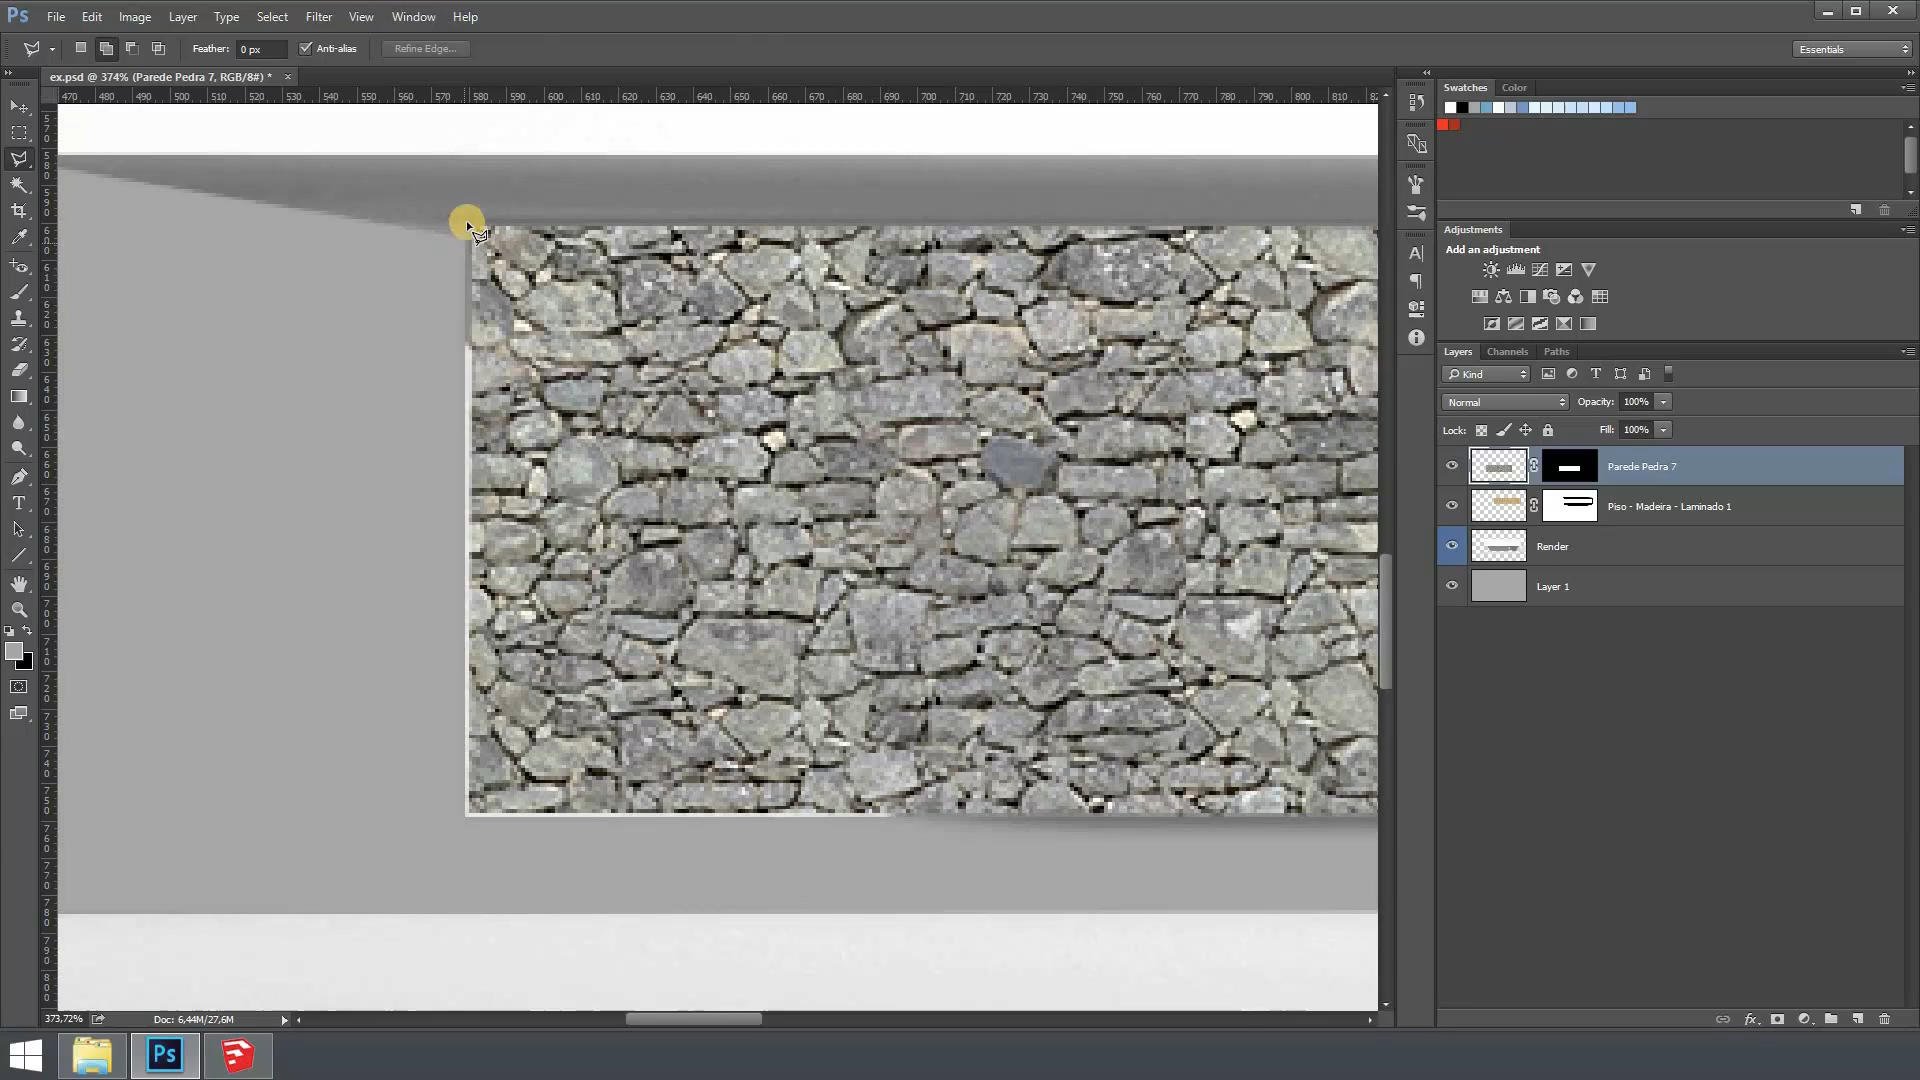 Ps File Edit Image Layer Type Select Filter View Window Help
Feather: 0 px Anti-alias Refine Edge... Essentials
ex.psd @ 374% (Parede Pedra 7, RGB/8#) * ×
470 480 490 500 510 520 530 540 550 560 570 580 590 600 610 620 630 640 650 660 670 680 690 700 710 720 730 740 750 760 770 780 790 800 810 82
Swatches Color
Adjustments
Add an adjustment
Layers Channels Paths
Kind
Normal Opacity: 100%
Lock: Fill: 100%
Parede Pedra 7
Piso - Madeira - Laminado 1
Render
Layer 1
373,72% Doc: 6,44M/27,6M
Ps